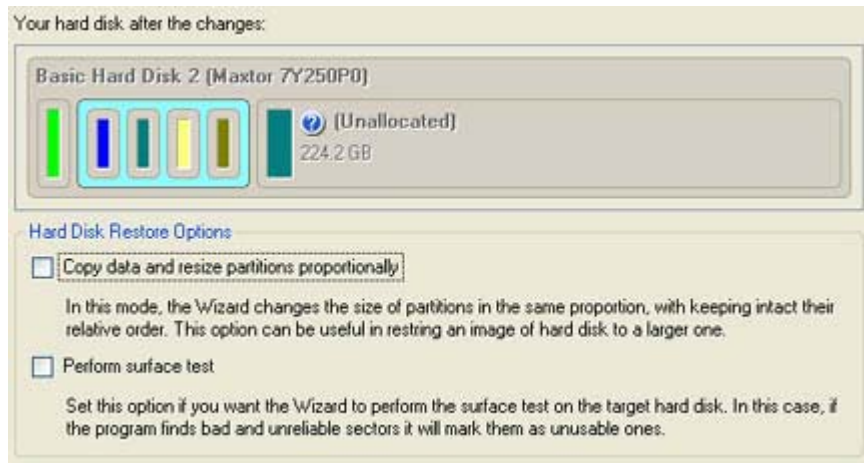 Your hard disk after the changes:
Basic Hard Disk 2 (Maxtor 7Y250P0)
(Unallocated)
224.2 GB
Hard Disk Restore Options
Copy data and resize partitions proportionally
In this mode, the Wizard changes the size of partitions in the same proportion, with keeping intact their
relative order. This option can be useful in restring an image of hard disk to a larger one.
Perform surface test
Set this option if you want the Wizard to perform the surface test on the target hard disk. In this case, if
the program finds bad and unreliable sectors it will mark them as unusable ones.